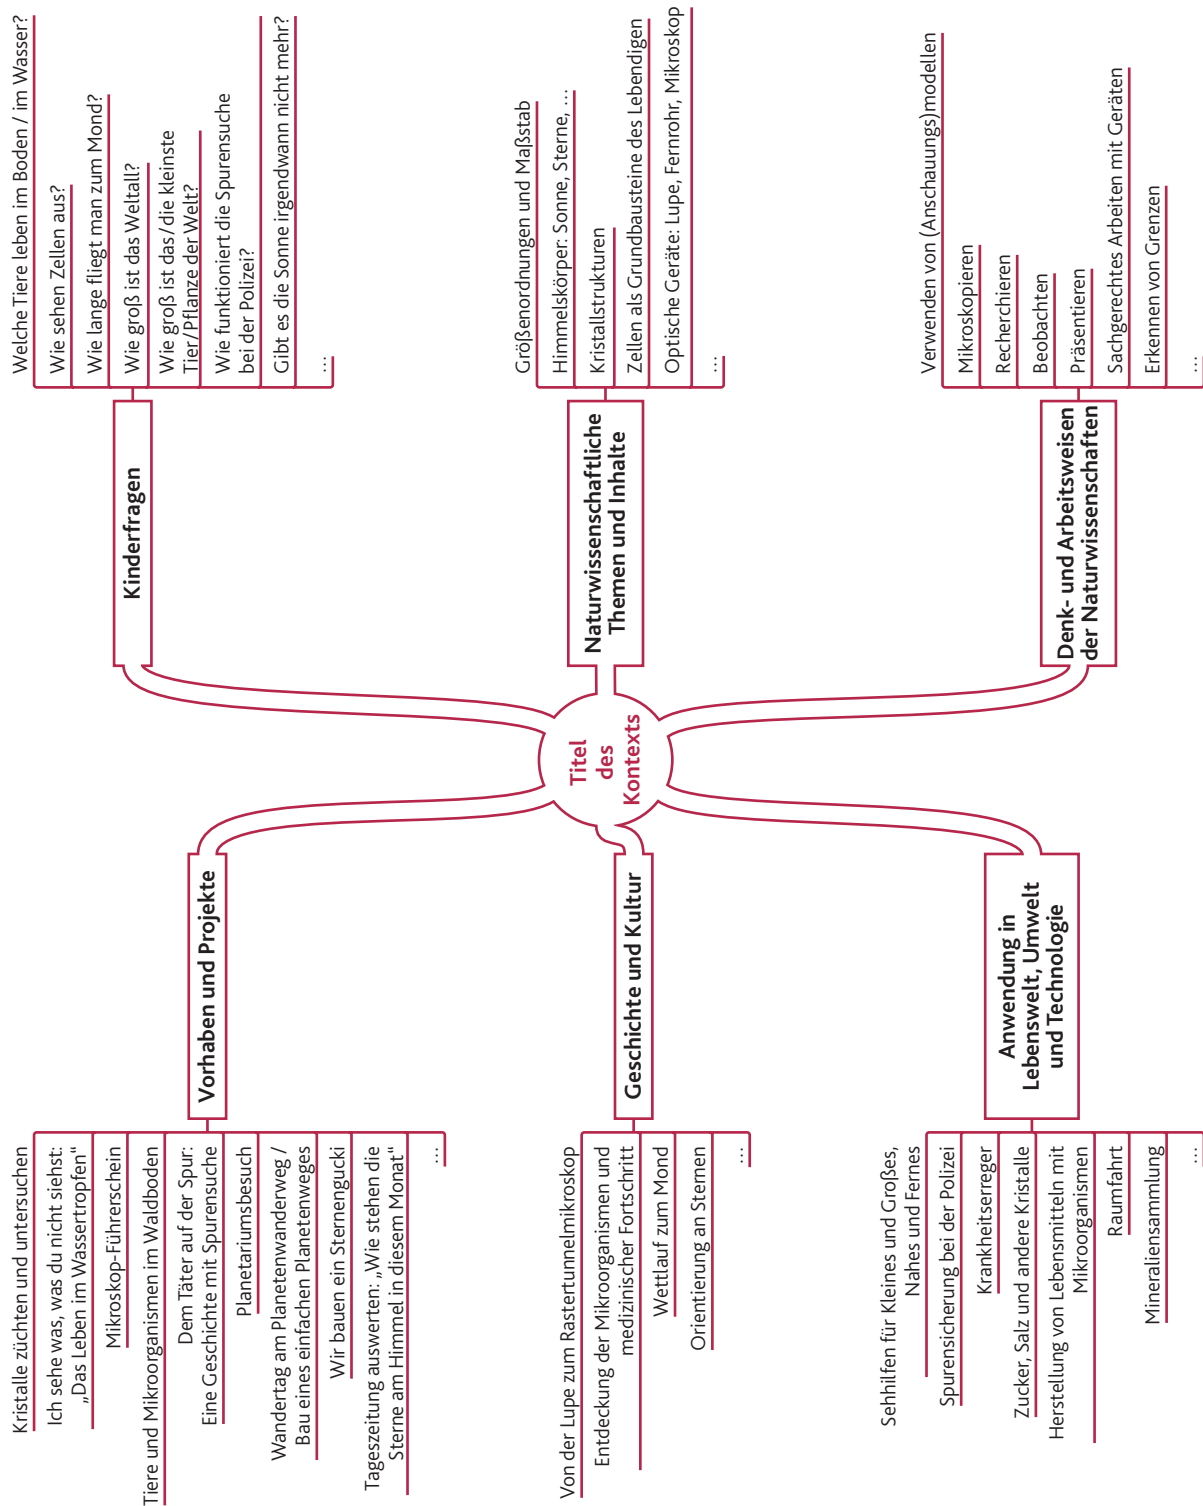 Titel
des
Kontexts
Vorhaben und Projekte
Kristalle züchten und untersuchen
Ich sehe was, was du nicht siehst:
„Das Leben im Wassertropfen“
Mikroskop-Führerschein
Tiere und Mikroorganismen im Waldboden
Dem Täter auf der Spur:
Eine Geschichte mit Spurensuche
Planetariumsbesuch
Wandertag am Planetenwanderweg /
Bau eines einfachen Planetenweges
Wir bauen ein Sternengucki
Tageszeitung auswerten: „Wie stehen die
Sterne am Himmel in diesem Monat“
...
Kinderfragen
Welche Tiere leben im Boden / im Wasser?
Wie sehen Zellen aus?
Wie lange fliegt man zum Mond?
Wie groß ist das Weltall?
Wie groß ist das/die kleinste
Tier/Pflanze der Welt?
Wie funktioniert die Spurensuche
bei der Polizei?
Gibt es die Sonne irgendwann nicht mehr?
...
Geschichte und Kultur
Von der Lupe zum Rastertunnelmikroskop
Entdeckung der Mikroorganismen und
medizinischer Fortschritt
Wettlauf zum Mond
Orientierung an Sternen
...
Naturwissenschaftliche
Themen und Inhalte
Größenordnungen und Maßstab
Himmelskörper: Sonne, Sterne, ...
Kristallstrukturen
Zellen als Grundbausteine des Lebendigen
Optische Geräte: Lupe, Fernrohr, Mikroskop
...
Anwendung in
Lebenswelt, Umwelt
und Technologie
Sehhilfen für Kleines und Großes,
Nahes und Fernes
Spurensicherung bei der Polizei
Krankheitserreger
Zucker, Salz und andere Kristalle
Herstellung von Lebensmitteln mit
Mikroorganismen
Raumfahrt
Mineraliensammlung
...
Denk- und Arbeitsweisen
der Naturwissenschaften
Verwenden von (Anschauungs)modellen
Mikroskopieren
Recherchieren
Beobachten
Präsentieren
Sachgerechtes Arbeiten mit Geräten
Erkennen von Grenzen
...